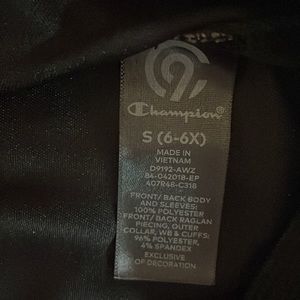 Champion
S (6-6X)
MADE IN
VIETNAM
D9192-AWZ
84-042018-EP
407R48-C318
FRONT/BACK BODY
AND SLEEVES:
100% POLYESTER
FRONT/BACK RAGLAN
PIECING, OUTER
COLLAR, WB & CUFFS:
96% POLYESTER,
4% SPANDEX
EXCLUSIVE
OF DECORATION